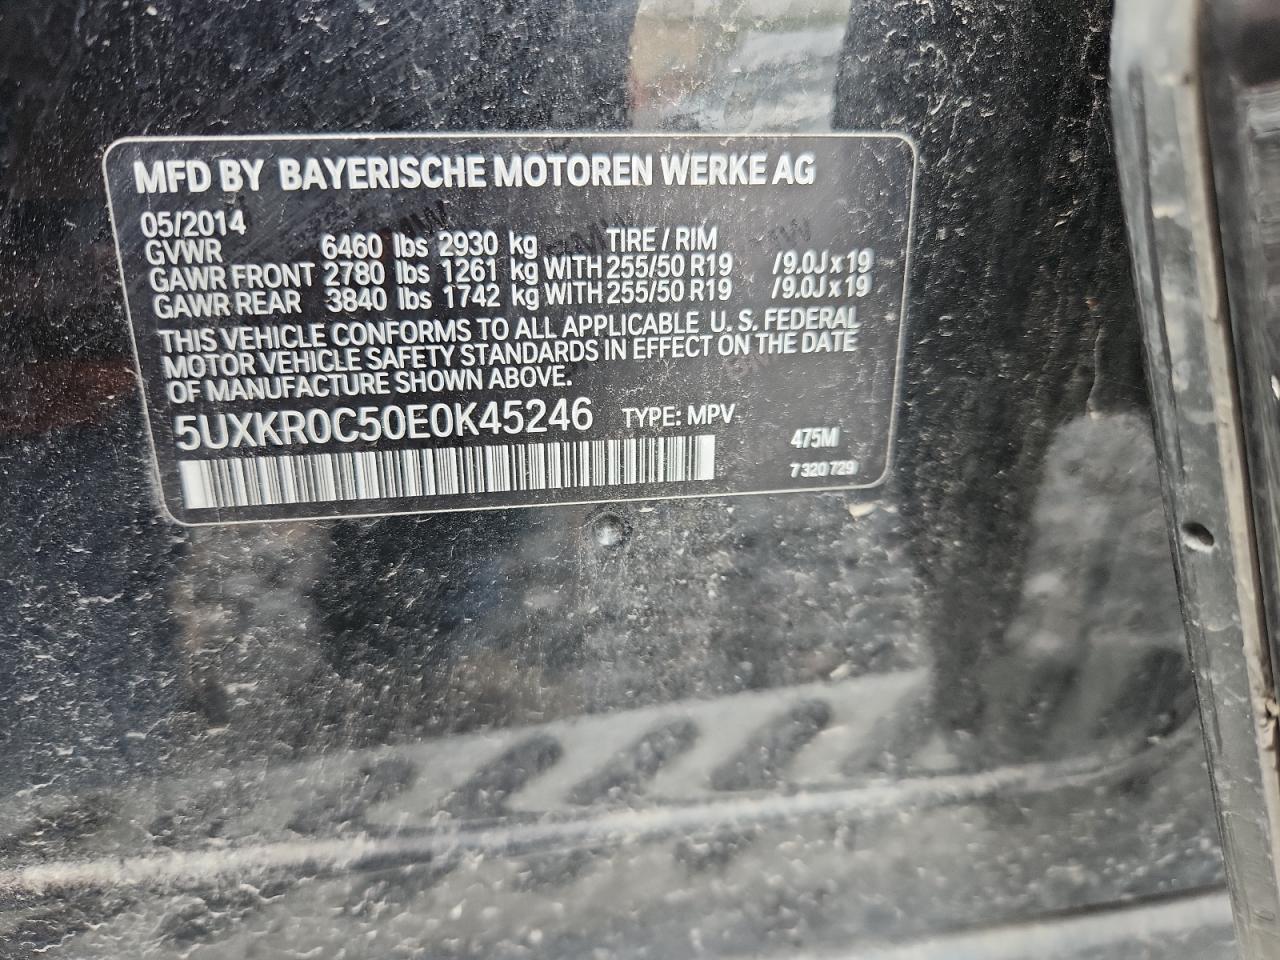 MFD BY BAYERISCHE MOTOREN WERKE AG
05/2014
GVWR 6460 lbs 2930 kg TIRE / RIM
GAWR FRONT 2780 lbs 1261 kg WITH 255/50 R19 /9.0J x 19
GAWR REAR 3840 lbs 1742 kg WITH 255/50 R19 /9.0J x 19
THIS VEHICLE CONFORMS TO ALL APPLICABLE U. S. FEDERAL
MOTOR VEHICLE SAFETY STANDARDS IN EFFECT ON THE DATE
OF MANUFACTURE SHOWN ABOVE.
5UXKR0C50E0K45246 TYPE: MPV
475M
7 320 729